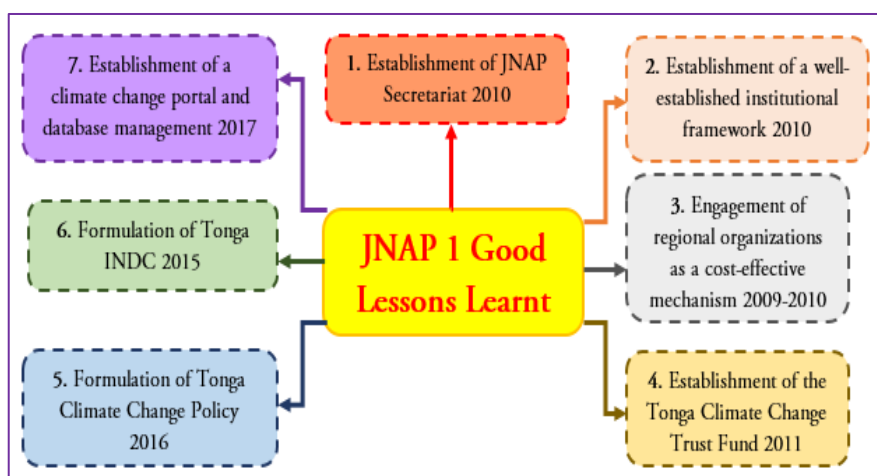 1. Establishment of JNAP
Secretariat 2010
2. Establishment of a well-
established institutional
framework 2010
3. Engagement of
regional organizations
as a cost-effective
mechanism 2009-2010
4. Establishment of the
Tonga Climate Change
Trust Fund 2011
5. Formulation of Tonga
Climate Change Policy
2016
6. Formulation of Tonga
INDC 2015
7. Establishment of a
climate change portal and
database management 2017
JNAP 1 Good
Lessons Learnt